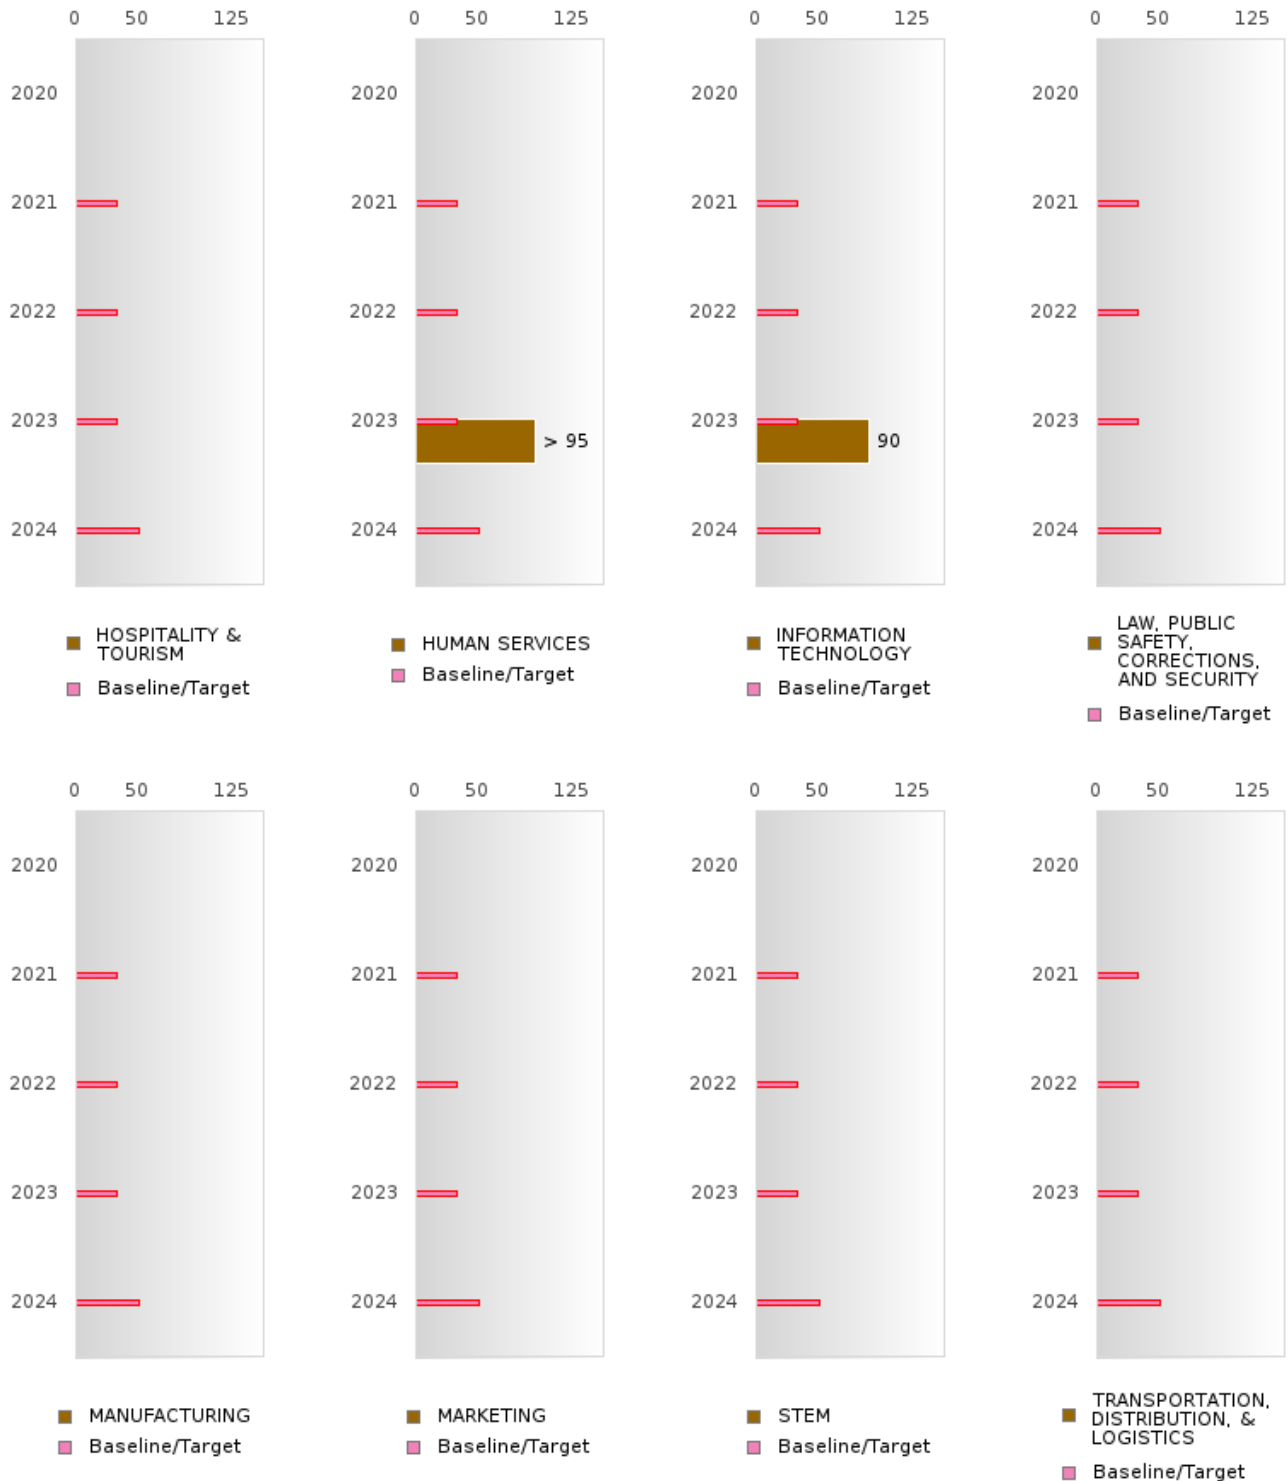 0 50 125 0 50 125 0 50 125 0 50 125
2020 2020 2020 2020
2021 2021 2021 2021
2022 2022 2022 2022
2023 2023 2023 2023
> 95 90
2024 2024 2024 2024
HOSPITALITY &
TOURISM
Baseline/Target
HUMAN SERVICES
Baseline/Target
INFORMATION
TECHNOLOGY
Baseline/Target
LAW, PUBLIC
SAFETY,
CORRECTIONS,
AND SECURITY
Baseline/Target
0 50 125 0 50 125 0 50 125 0 50 125
2020 2020 2020 2020
2021 2021 2021 2021
2022 2022 2022 2022
2023 2023 2023 2023
2024 2024 2024 2024
MANUFACTURING
Baseline/Target
MARKETING
Baseline/Target
STEM
Baseline/Target
TRANSPORTATION,
DISTRIBUTION, &
LOGISTICS
Baseline/Target